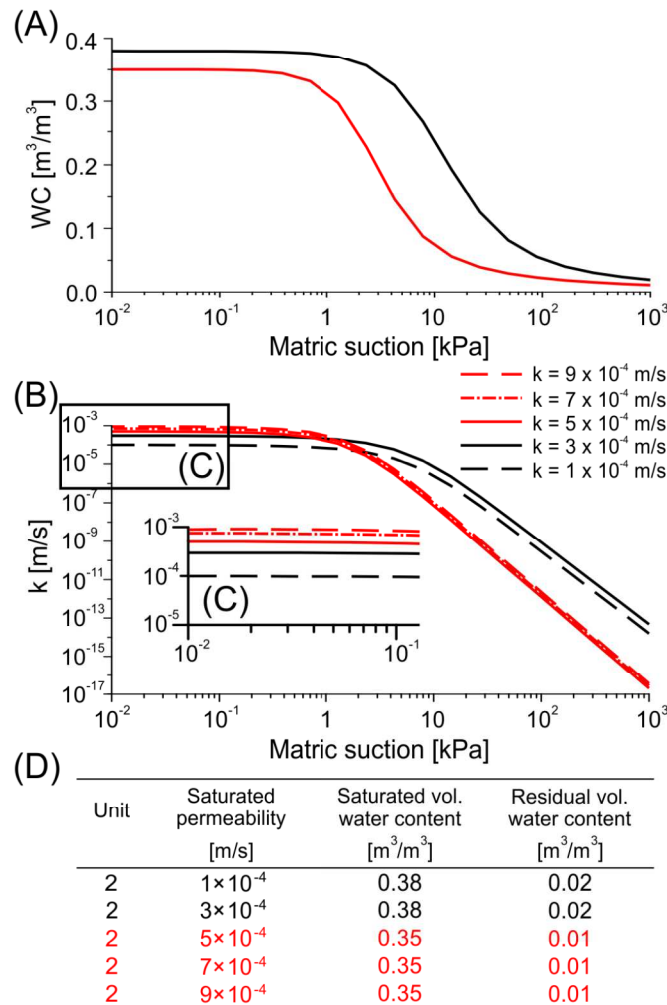 (A)
0.4
0.3
0.2
0.1
0.0
WC [m³/m³]
10⁻² 10⁻¹ 1 10 10² 10³
Matric suction [kPa]
k = 9 x 10⁻⁴ m/s
k = 7 x 10⁻⁴ m/s
k = 5 x 10⁻⁴ m/s
k = 3 x 10⁻⁴ m/s
k = 1 x 10⁻⁴ m/s
(B)
10⁻³
10⁻⁵
10⁻⁷
10⁻⁹
10⁻¹¹
10⁻¹³
10⁻¹⁵
10⁻¹⁷
k [m/s]
(C)
10⁻³
10⁻⁴
10⁻⁵
(C)
10⁻² 10⁻¹
10⁻² 10⁻¹ 1 10 10² 10³
Matric suction [kPa]
(D)
Unit Saturated permeability Saturated vol. water content Residual vol. water content
[m/s] [m³/m³] [m³/m³]
2 1×10⁻⁴ 0.38 0.02
2 3×10⁻⁴ 0.38 0.02
2 5×10⁻⁴ 0.35 0.01
2 7×10⁻⁴ 0.35 0.01
2 9×10⁻⁴ 0.35 0.01